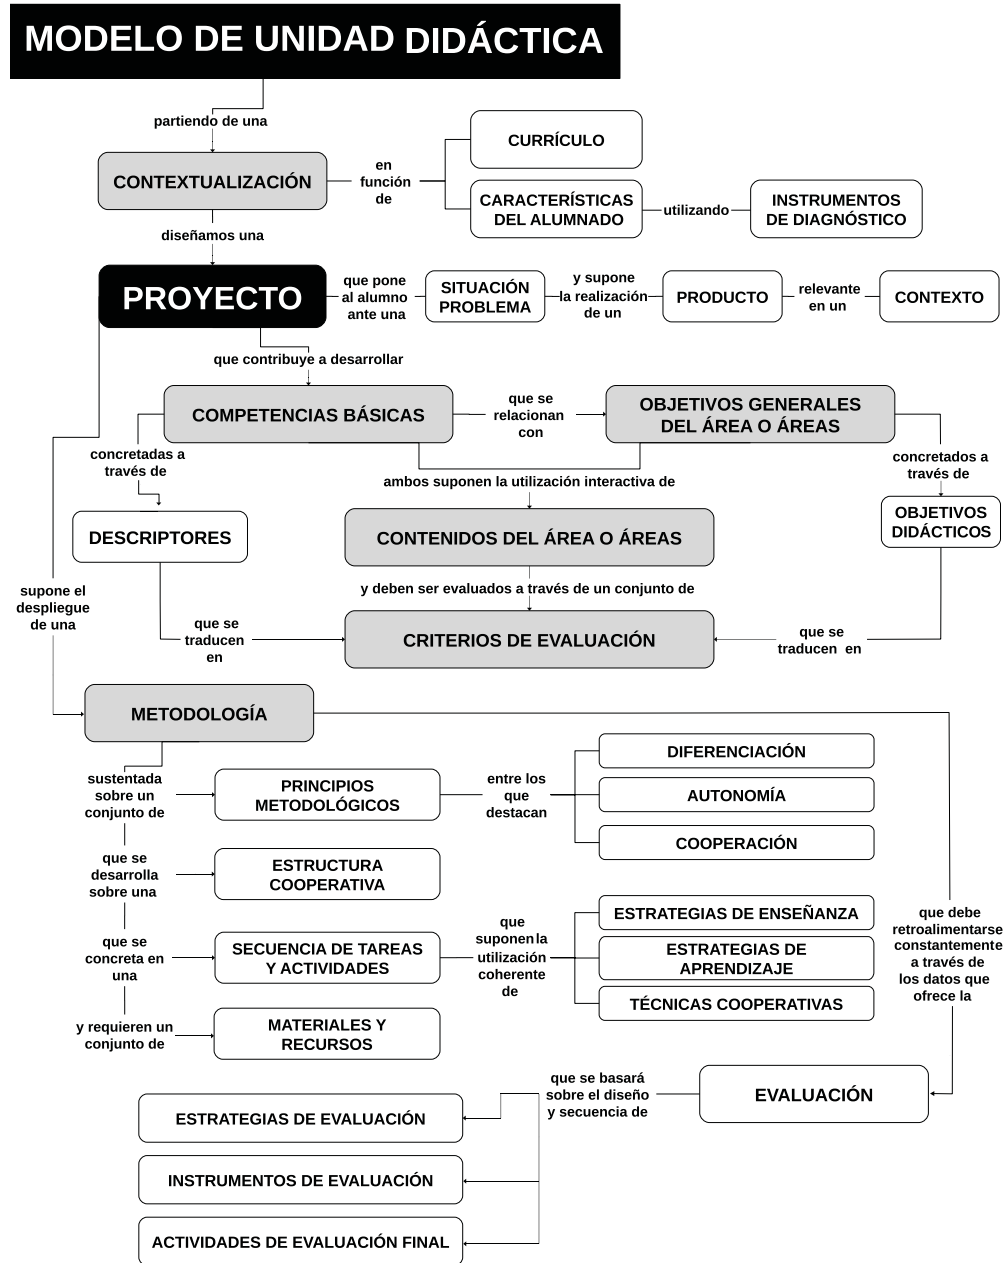 MODELO DE UNIDAD DIDÁCTICA
partiendo de una
CONTEXTUALIZACIÓN
en
función
de
CURRÍCULO
CARACTERÍSTICAS
DEL ALUMNADO
utilizando
INSTRUMENTOS
DE DIAGNÓSTICO
diseñamos una
PROYECTO
que pone
al alumno
ante una
SITUACIÓN
PROBLEMA
y supone
la realización
de un
PRODUCTO
relevante
en un
CONTEXTO
que contribuye a desarrollar
COMPETENCIAS BÁSICAS
que se
relacionan
con
OBJETIVOS GENERALES
DEL ÁREA O ÁREAS
concretadas a
través de
ambos suponen la utilización interactiva de
concretados a
través de
DESCRIPTORES
CONTENIDOS DEL ÁREA O ÁREAS
OBJETIVOS
DIDÁCTICOS
supone el
despliegue
de una
y deben ser evaluados a través de un conjunto de
que se
traducen
en
CRITERIOS DE EVALUACIÓN
que se
traducen en
METODOLOGÍA
sustentada
sobre un
conjunto de
PRINCIPIOS
METODOLÓGICOS
entre los
que
destacan
DIFERENCIACIÓN
AUTONOMÍA
COOPERACIÓN
que se
desarrolla
sobre una
ESTRUCTURA
COOPERATIVA
que se
concreta en
una
SECUENCIA DE TAREAS
Y ACTIVIDADES
que
suponen la
utilización
coherente
de
ESTRATEGIAS DE ENSEÑANZA
ESTRATEGIAS DE
APRENDIZAJE
TÉCNICAS COOPERATIVAS
que debe
retroalimentarse
constantemente
a través de
los datos que
ofrece la
y requieren un
conjunto de
MATERIALES Y
RECURSOS
EVALUACIÓN
que se basará
sobre el diseño
y secuencia de
ESTRATEGIAS DE EVALUACIÓN
INSTRUMENTOS DE EVALUACIÓN
ACTIVIDADES DE EVALUACIÓN FINAL